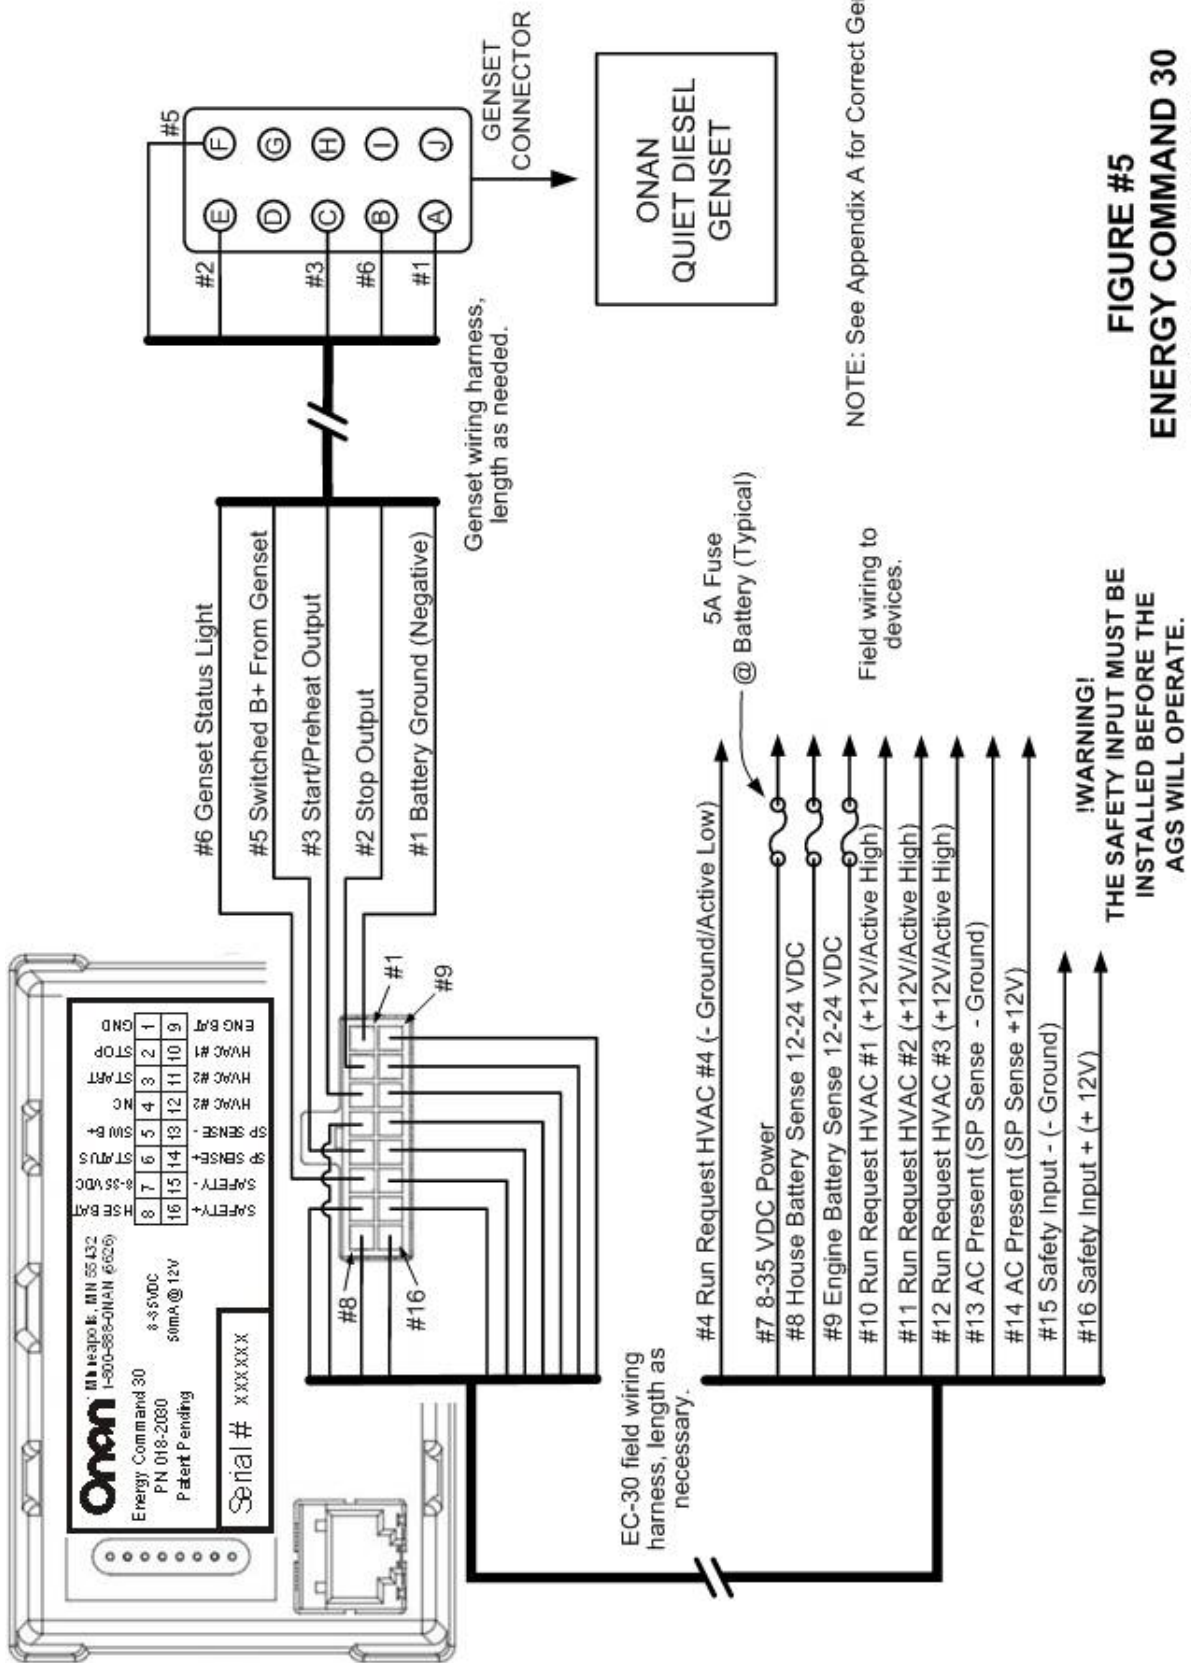 Onan Minneapolis, MN 55432
1-800-888-ONAN (6626)
Energy Command 30
PN 018-2030
Patent Pending
8-35VDC
50mA @ 12V
Serial # xxxxxx
HSE BAT 8 16 SAFETY+
8-35 VDC 7 15 SAFETY -
STATUS 6 14 SP SENSE+
SW B+ 5 13 SP SENSE -
NC 4 12 HVAC #2
START 3 11 HVAC #2
STOP 2 10 HVAC #1
GND 1 9 ENG BAT
#8
#16
#1
#9
#6 Genset Status Light
#5 Switched B+ From Genset
#3 Start/Preheat Output
#2 Stop Output
#1 Battery Ground (Negative)
Genset wiring harness,
length as needed.
#5
#2
#3
#6
#1
E F
D G
C H
B I
A J
GENSET
CONNECTOR
ONAN
QUIET DIESEL
GENSET
EC-30 field wiring
harness, length as
necessary.
#4 Run Request HVAC #4 (- Ground/Active Low)
#7 8-35 VDC Power
#8 House Battery Sense 12-24 VDC
#9 Engine Battery Sense 12-24 VDC
#10 Run Request HVAC #1 (+12V/Active High)
#11 Run Request HVAC #2 (+12V/Active High)
#12 Run Request HVAC #3 (+12V/Active High)
#13 AC Present (SP Sense - Ground)
#14 AC Present (SP Sense +12V)
#15 Safety Input - (- Ground)
#16 Safety Input + (+ 12V)
5A Fuse
@ Battery (Typical)
Field wiring to
devices.
NOTE: See Appendix A for Correct
!WARNING!
THE SAFETY INPUT MUST BE
INSTALLED BEFORE THE
AGS WILL OPERATE.
FIGURE #5
ENERGY COMMAND 30